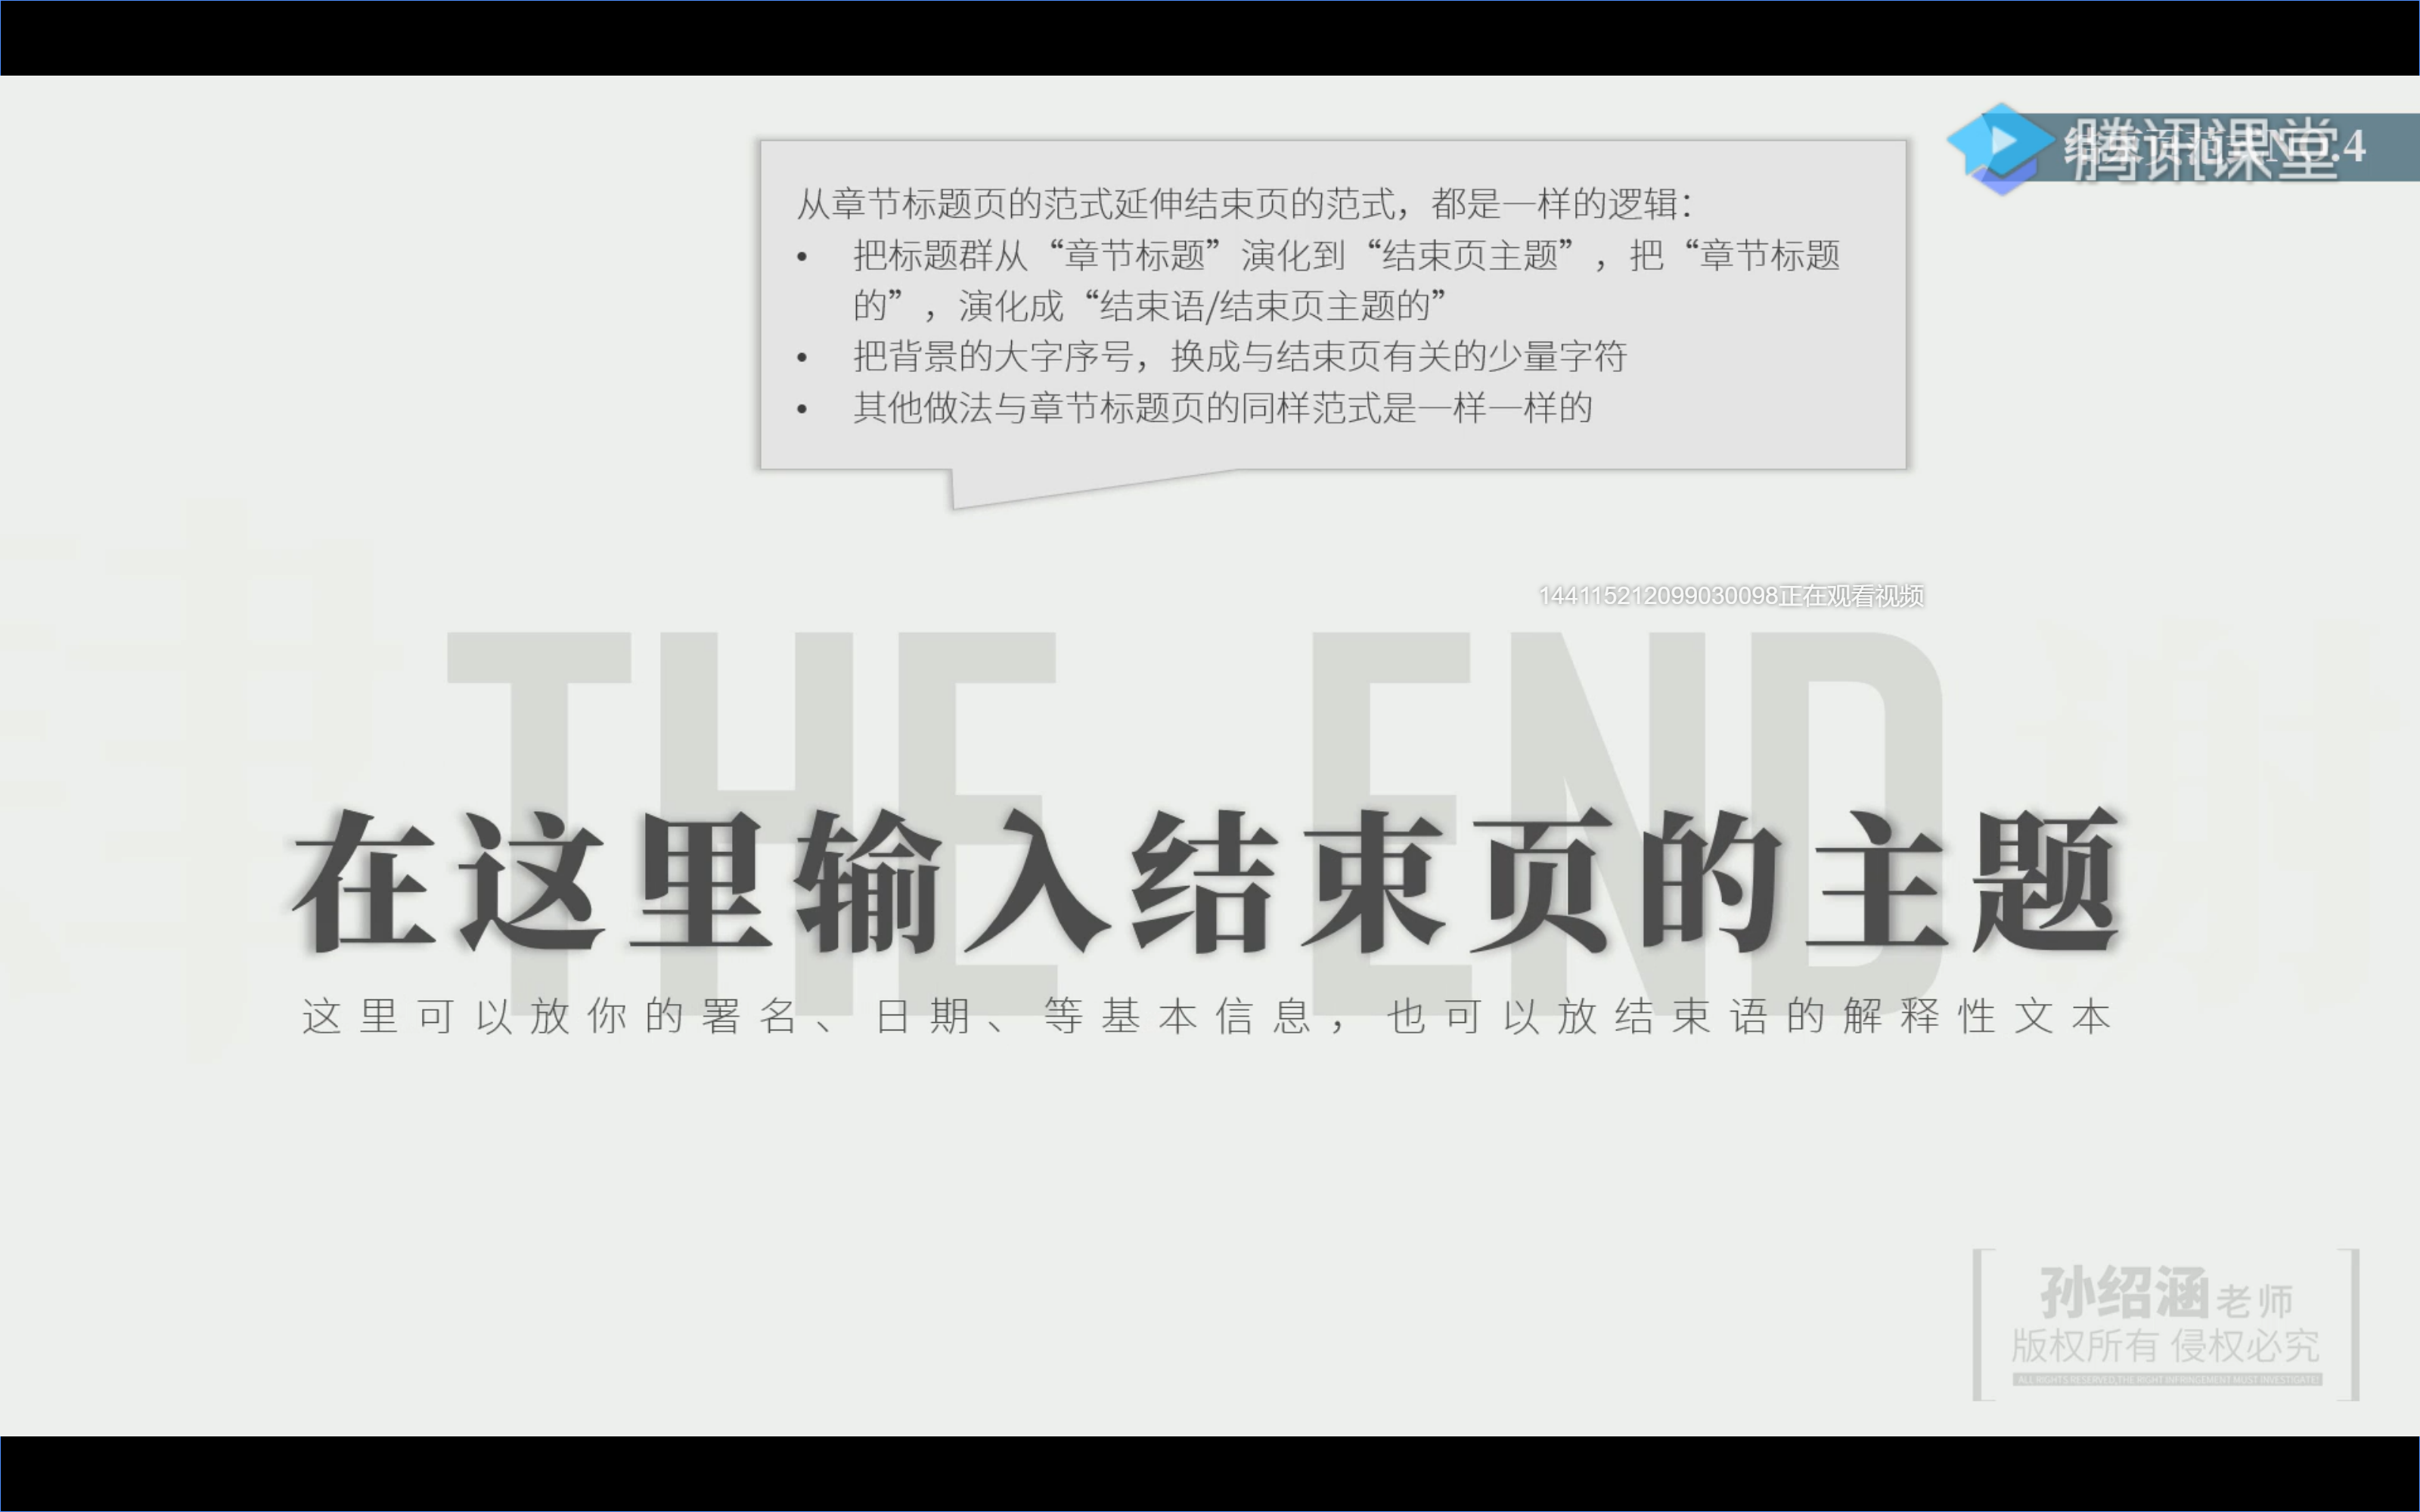 腾讯课堂
结束页范式NO.4
从章节标题页的范式延伸结束页的范式，都是一样的逻辑：
• 把标题群从“章节标题”演化到“结束页主题”，把“章节标题
的”，演化成“结束语/结束页主题的”
• 把背景的大字序号，换成与结束页有关的少量字符
• 其他做法与章节标题页的同样范式是一样一样的
144115212099030098正在观看视频
THE END
在这里输入结束页的主题
这里可以放你的署名、日期、等基本信息，也可以放结束语的解释性文本
孙绍涵老师
版权所有 侵权必究
ALL RIGHTS RESERVED,THE RIGHT INFRINGEMENT MUST INVESTIGATE!